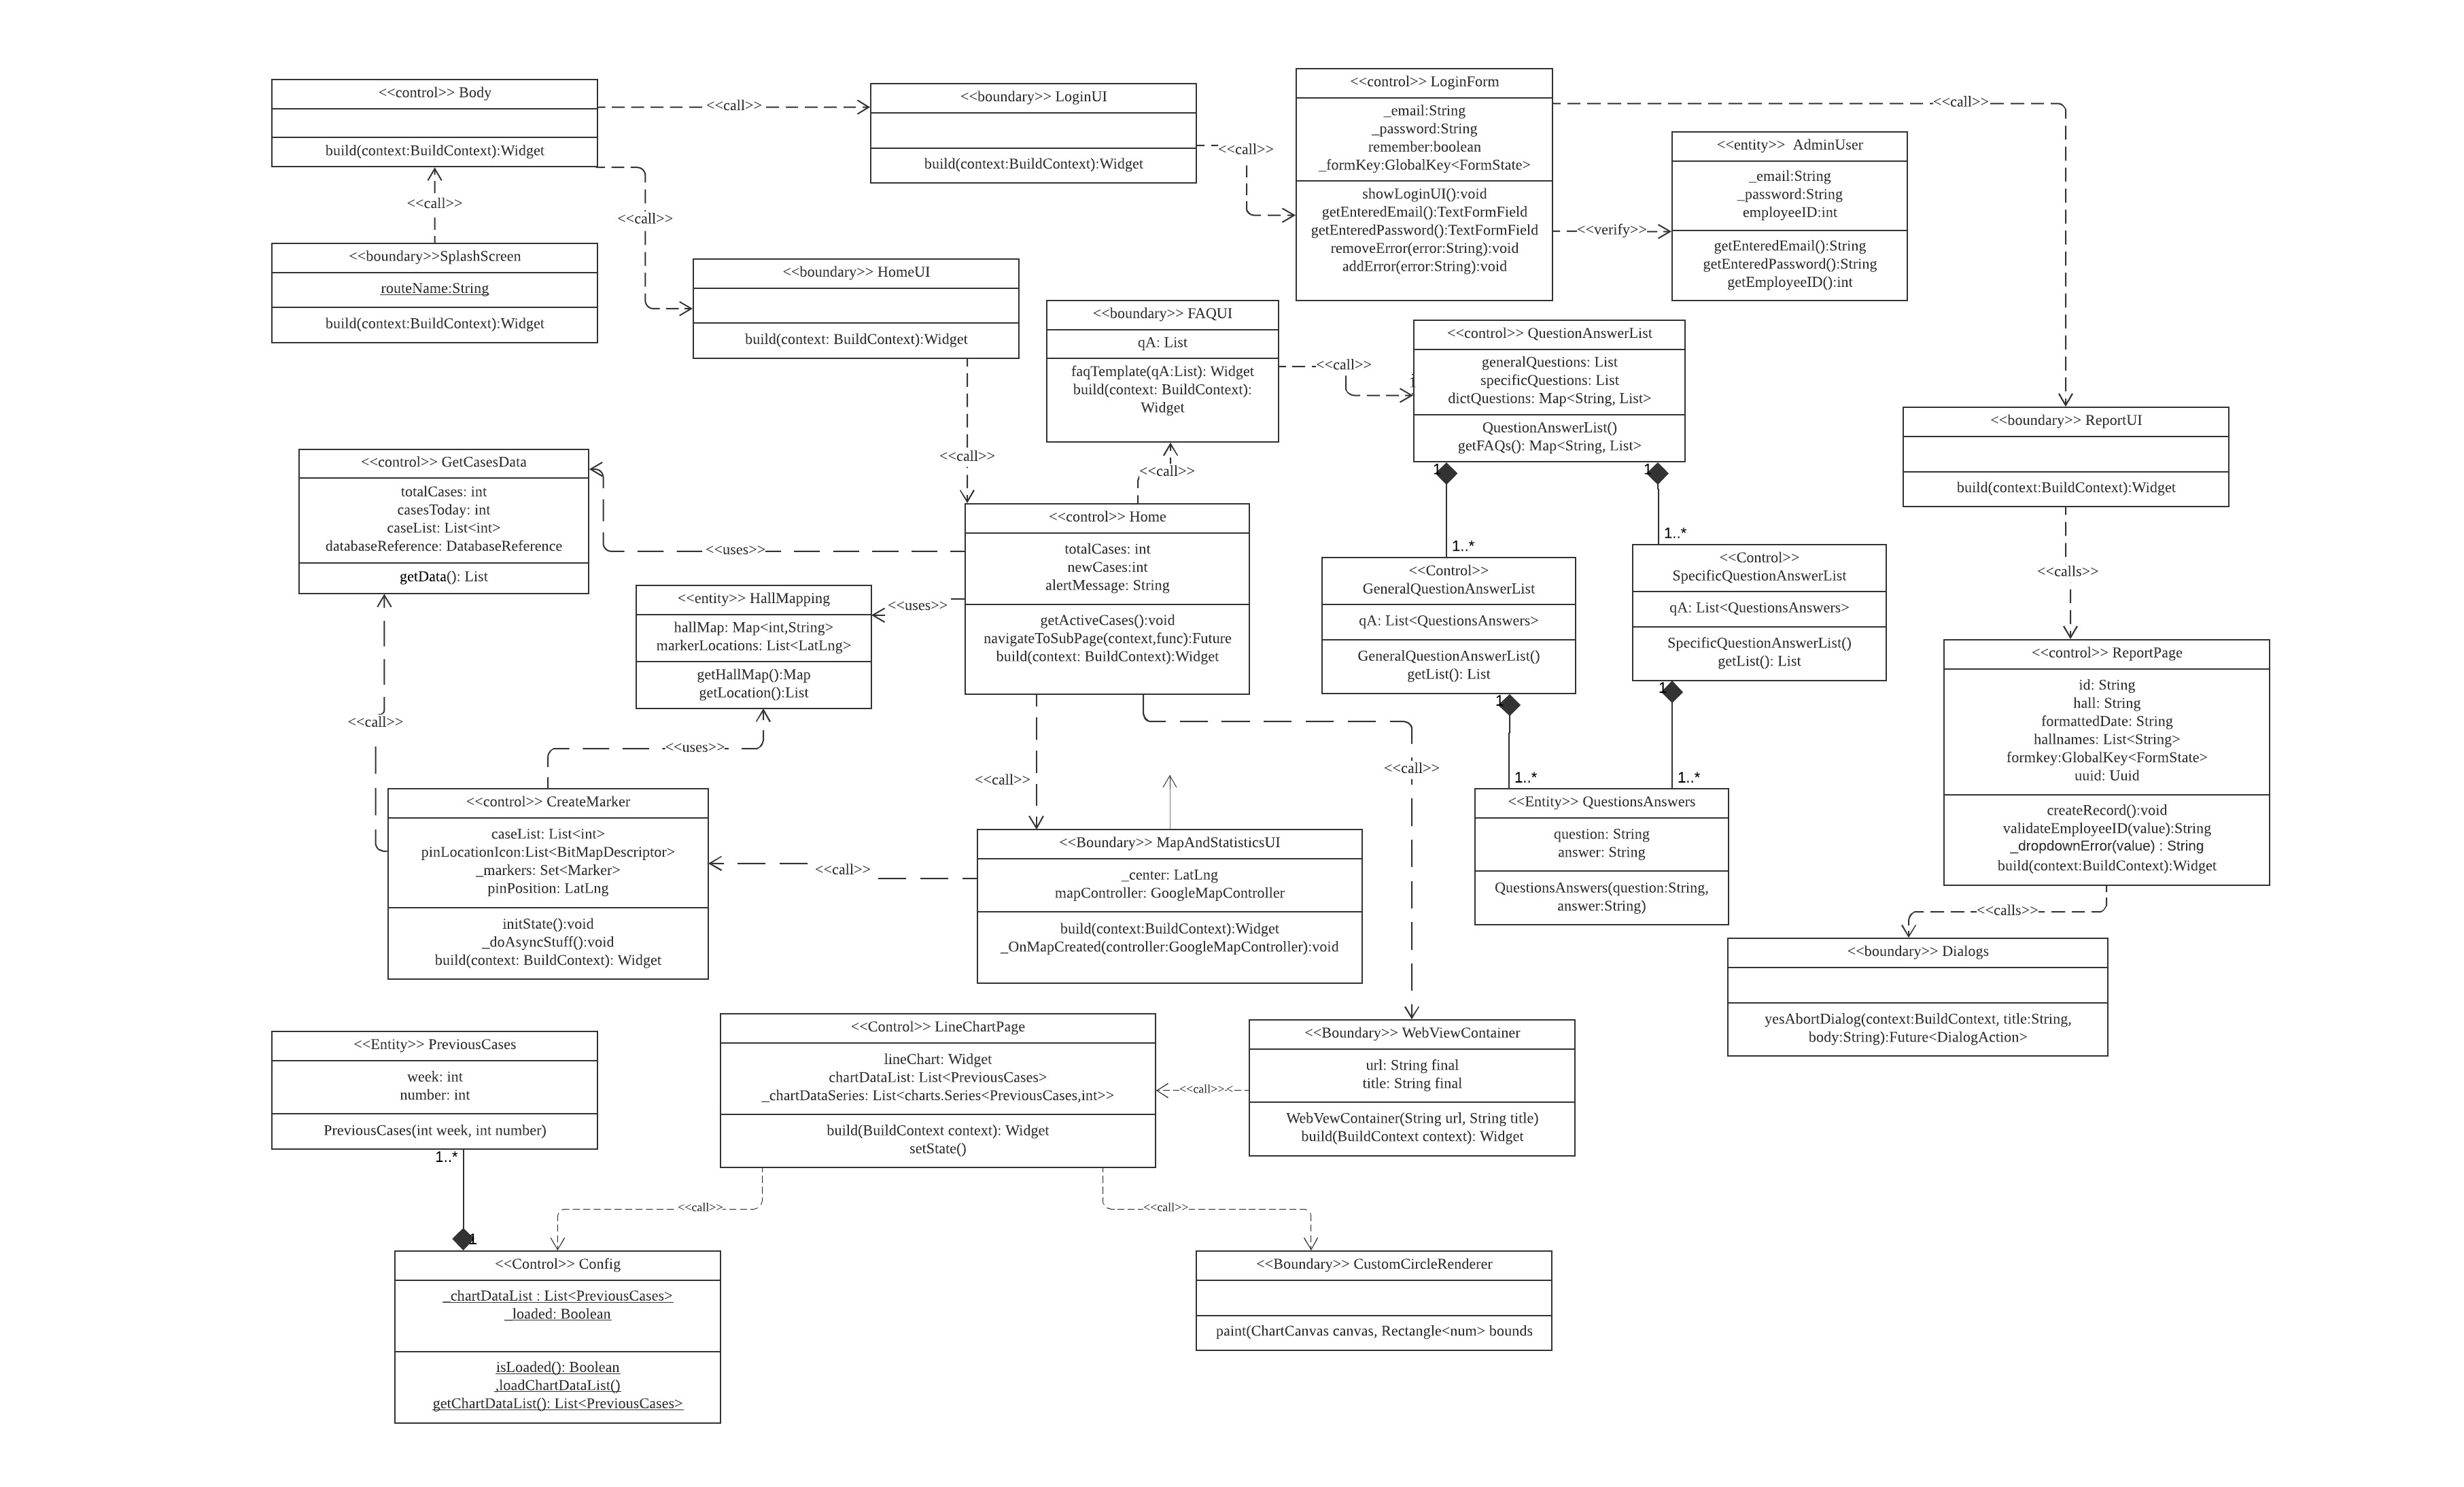 <<control>> Body
build(context:BuildContext):Widget
<<call>>
<<boundary>> LoginUI
build(context:BuildContext):Widget
<<call>>
<<control>> LoginForm
_email:String
_password:String
remember:boolean
_formKey:GlobalKey<FormState>
showLoginUI():void
getEnteredEmail():TextFormField
getEnteredPassword():TextFormField
removeError(error:String):void
addError(error:String):void
<<call>>
<<verify>>
<<entity>> AdminUser
_email:String
_password:String
employeeID:int
getEnteredEmail():String
getEnteredPassword():String
getEmployeeID():int
<<call>>
<<boundary>>SplashScreen
routeName:String
build(context:BuildContext):Widget
<<call>>
<<boundary>> HomeUI
build(context: BuildContext):Widget
<<call>>
<<boundary>> FAQUI
qA: List
faqTemplate(qA:List): Widget
build(context: BuildContext):
Widget
<<call>>
<<call>>
<<control>> QuestionAnswerList
generalQuestions: List
specificQuestions: List
dictQuestions: Map<String, List>
QuestionAnswerList()
getFAQs(): Map<String, List>
1
1
1..*
1..*
<<boundary>> ReportUI
build(context:BuildContext):Widget
<<calls>>
<<control>> GetCasesData
totalCases: int
casesToday: int
caseList: List<int>
databaseReference: DatabaseReference
getData(): List
<<uses>>
<<control>> Home
totalCases: int
newCases:int
alertMessage: String
getActiveCases():void
navigateToSubPage(context,func):Future
build(context: BuildContext):Widget
<<uses>>
<<entity>> HallMapping
hallMap: Map<int,String>
markerLocations: List<LatLng>
getHallMap():Map
getLocation():List
<<Control>>
GeneralQuestionAnswerList
qA: List<QuestionsAnswers>
GeneralQuestionAnswerList()
getList(): List
<<Control>>
SpecificQuestionAnswerList
qA: List<QuestionsAnswers>
SpecificQuestionAnswerList()
getList(): List
1
1
1..*
1..*
<<control>> ReportPage
id: String
hall: String
formattedDate: String
hallnames: List<String>
formkey:GlobalKey<FormState>
uuid: Uuid
createRecord():void
validateEmployeeID(value):String
_dropdownError(value) : String
build(context:BuildContext):Widget
<<calls>>
<<call>>
<<uses>>
<<call>>
<<call>>
<<control>> CreateMarker
caseList: List<int>
pinLocationIcon:List<BitMapDescriptor>
_markers: Set<Marker>
pinPosition: LatLng
initState():void
_doAsyncStuff():void
build(context: BuildContext): Widget
<<call>>
<<Boundary>> MapAndStatisticsUI
_center: LatLng
mapController: GoogleMapController
build(context:BuildContext):Widget
_OnMapCreated(controller:GoogleMapController):void
<<Entity>> QuestionsAnswers
question: String
answer: String
QuestionsAnswers(question:String,
answer:String)
<<boundary>> Dialogs
yesAbortDialog(context:BuildContext, title:String,
body:String):Future<DialogAction>
<<Entity>> PreviousCases
week: int
number: int
PreviousCases(int week, int number)
1..*
1
<<Control>> LineChartPage
lineChart: Widget
chartDataList: List<PreviousCases>
_chartDataSeries: List<charts.Series<PreviousCases,int>>
build(BuildContext context): Widget
setState()
<<call>> <
<<Boundary>> WebViewContainer
url: String final
title: String final
WebVewContainer(String url, String title)
build(BuildContext context): Widget
<<call>>
<<call>>
<<Control>> Config
_chartDataList : List<PreviousCases>
_loaded: Boolean
isLoaded(): Boolean
,loadChartDataList()
getChartDataList(): List<PreviousCases>
<<Boundary>> CustomCircleRenderer
paint(ChartCanvas canvas, Rectangle<num> bounds